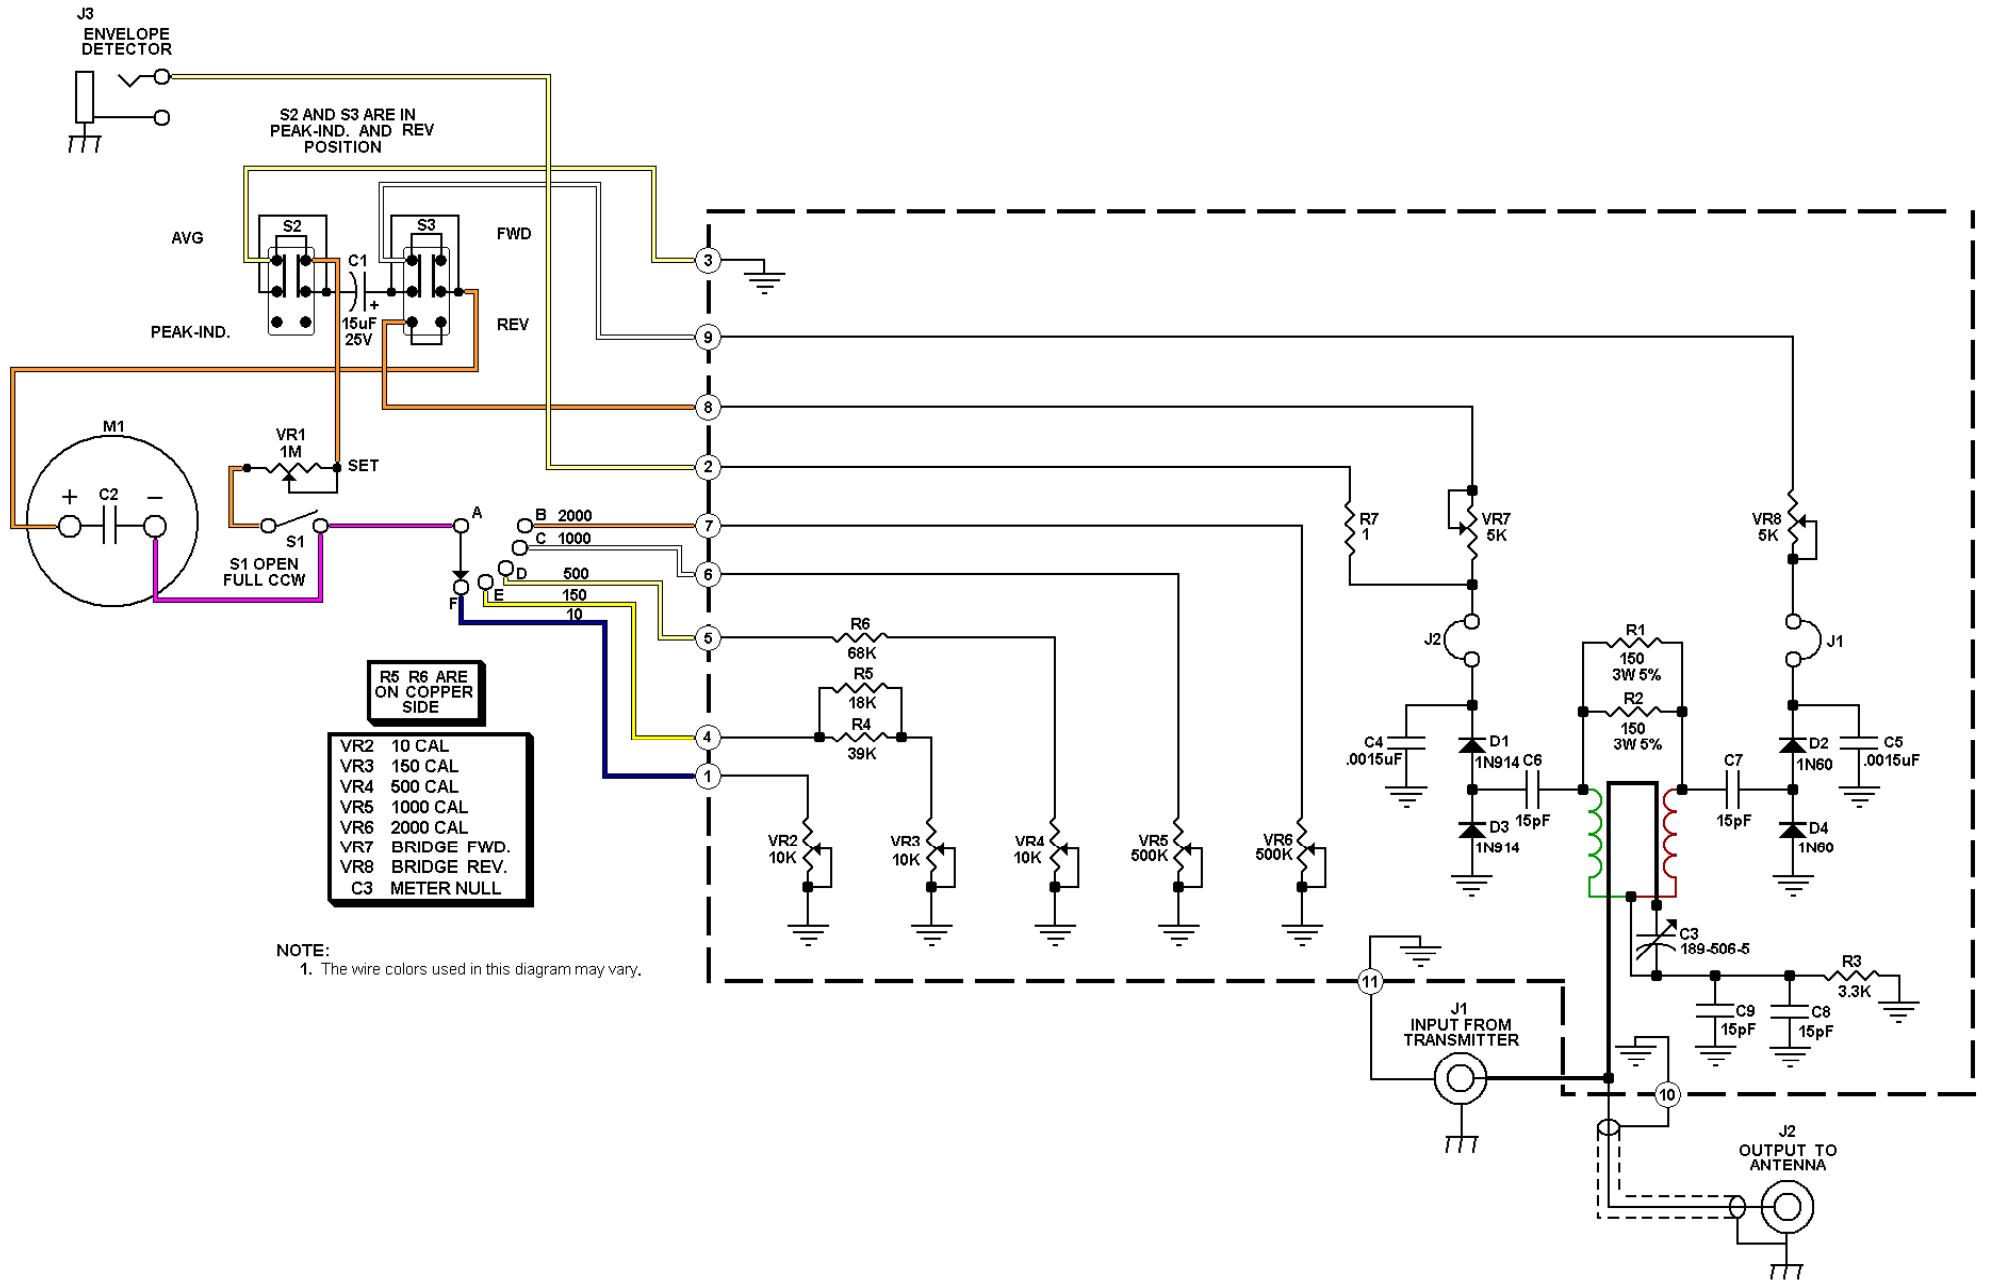 J3
ENVELOPE
DETECTOR
S2 AND S3 ARE IN
PEAK-IND. AND REV
POSITION
AVG
S2
S3
FWD
C1
+
15uF
25V
PEAK-IND.
REV
3
9
8
2
7
6
5
4
1
11
10
M1
+
C2
−
VR1
1M
SET
S1
S1 OPEN
FULL CCW
A
B 2000
C 1000
D 500
E 150
F 10
R7
1
VR7
5K
VR8
5K
J2
J1
R6
68K
R5
18K
R4
39K
R1
150
3W 5%
R2
150
3W 5%
C4
.0015uF
D1
1N914
C6
15pF
D3
1N914
C7
15pF
D2
1N60
C5
.0015uF
D4
1N60
VR2
10K
VR3
10K
VR4
10K
VR5
500K
VR6
500K
R5 R6 ARE
ON COPPER
SIDE
VR2 10 CAL
VR3 150 CAL
VR4 500 CAL
VR5 1000 CAL
VR6 2000 CAL
VR7 BRIDGE FWD.
VR8 BRIDGE REV.
C3 METER NULL
NOTE:
1. The wire colors used in this diagram may vary.
C3
189-506-5
R3
3.3K
C9
15pF
C8
15pF
J1
INPUT FROM
TRANSMITTER
J2
OUTPUT TO
ANTENNA